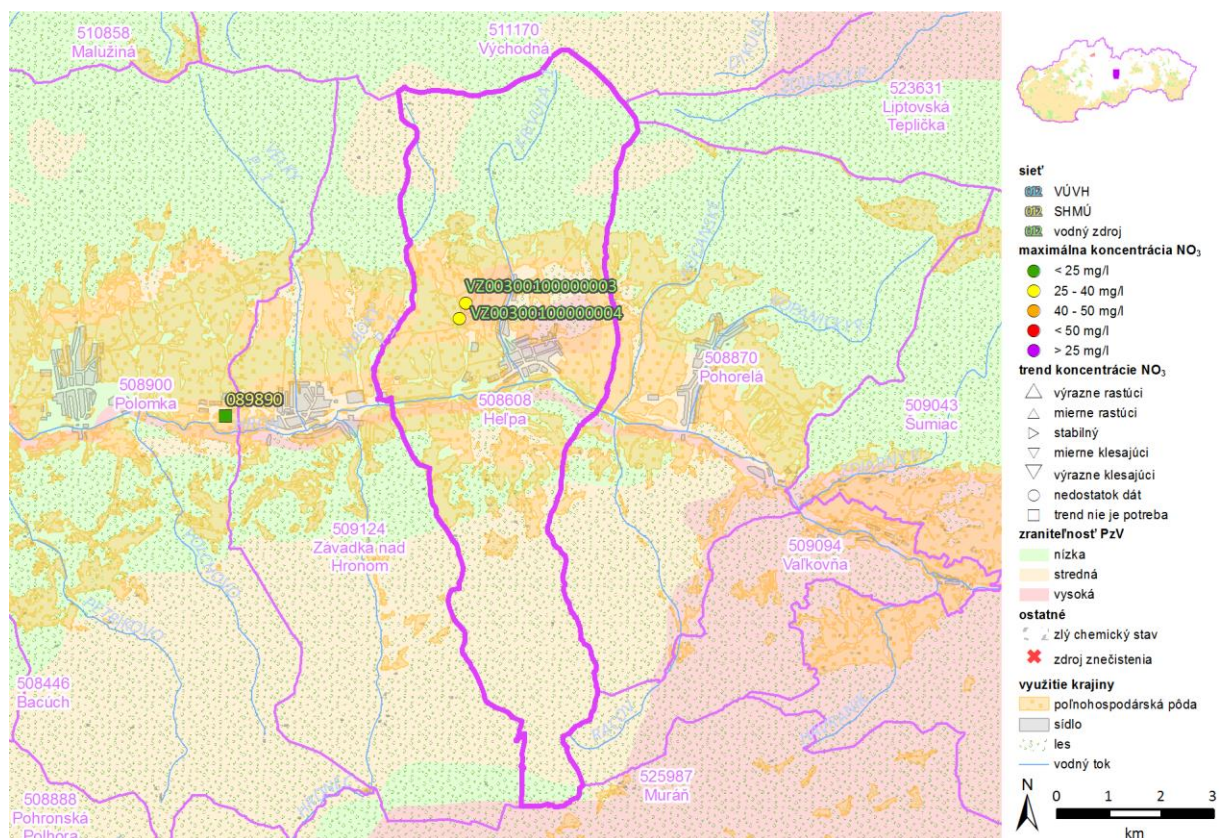 510858
Malužiná
511170
Východná
523631
Liptovská
Teplička
VZ00300100000003
VZ00300100000004
508900
Polomka
089890
508608
Heľpa
508870
Pohorelá
509043
Šumiac
509124
Závadka nad
Hronom
509094
Vaľkovňa
508446
Bacúch
508888
Pohronská
Polhora
525987
Muráň
sieť
VÚVH
SHMÚ
vodný zdroj
maximálna koncentrácia NO₃
< 25 mg/l
25 - 40 mg/l
40 - 50 mg/l
< 50 mg/l
> 25 mg/l
trend koncentrácie NO₃
výrazne rastúci
mierne rastúci
stabilný
mierne klesajúci
výrazne klesajúci
nedostatok dát
trend nie je potreba
zraniteľnosť PzV
nízka
stredná
vysoká
ostatné
zlý chemický stav
zdroj znečistenia
využitie krajiny
poľnohospodárská pôda
sídlo
les
vodný tok
N
0 1 2 3
km